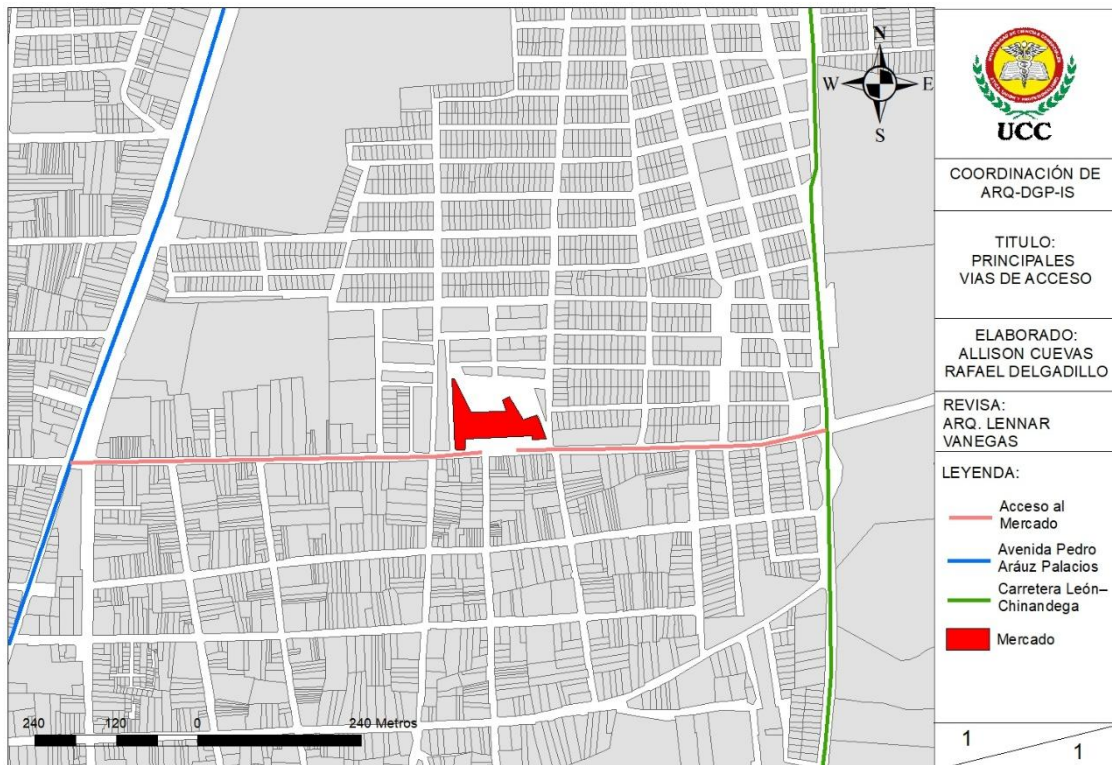 N
W
E
S
UCC
COORDINACIÓN DE
ARQ-DGP-IS
TITULO:
PRINCIPALES
VIAS DE ACCESO
ELABORADO:
ALLISON CUEVAS
RAFAEL DELGADILLO
REVISA:
ARQ. LENNAR
VANEGAS
LEYENDA:
Acceso al
Mercado
Avenida Pedro
Aráuz Palacios
Carretera León–
Chinandega
Mercado
240 120 0 240 Metros
1
1